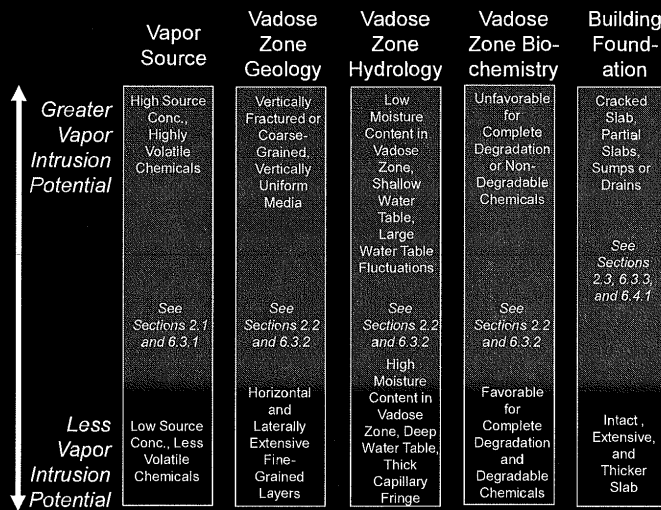 Vapor
Source
Vadose
Zone
Geology
Vadose
Zone
Hydrology
Vadose
Zone Bio-
chemistry
Building
Found-
ation
Greater
Vapor
Intrusion
Potential
High Source
Conc.,
Highly
Volatile
Chemicals
Vertically
Fractured or
Coarse-
Grained,
Vertically
Uniform
Media
Low
Moisture
Content in
Vadose
Zone,
Shallow
Water
Table,
Large
Water Table
Fluctuations
Unfavorable
for
Complete
Degradation
or Non-
Degradable
Chemicals
Cracked
Slab,
Partial
Slabs,
Sumps or
Drains
See
Sections 2.1
and 6.3.1
See
Sections 2.2
and 6.3.2
See
Sections 2.2
and 6.3.2
See
Sections 2.2
and 6.3.2
See
Sections
2.3, 6.3.3,
and 6.4.1
Less
Vapor
Intrusion
Potential
Low Source
Conc., Less
Volatile
Chemicals
Horizontal
and
Laterally
Extensive
Fine-
Grained
Layers
High
Moisture
Content in
Vadose
Zone, Deep
Water Table,
Thick
Capillary
Fringe
Favorable
for
Complete
Degradation
and
Degradable
Chemicals
Intact ,
Extensive,
and
Thicker
Slab